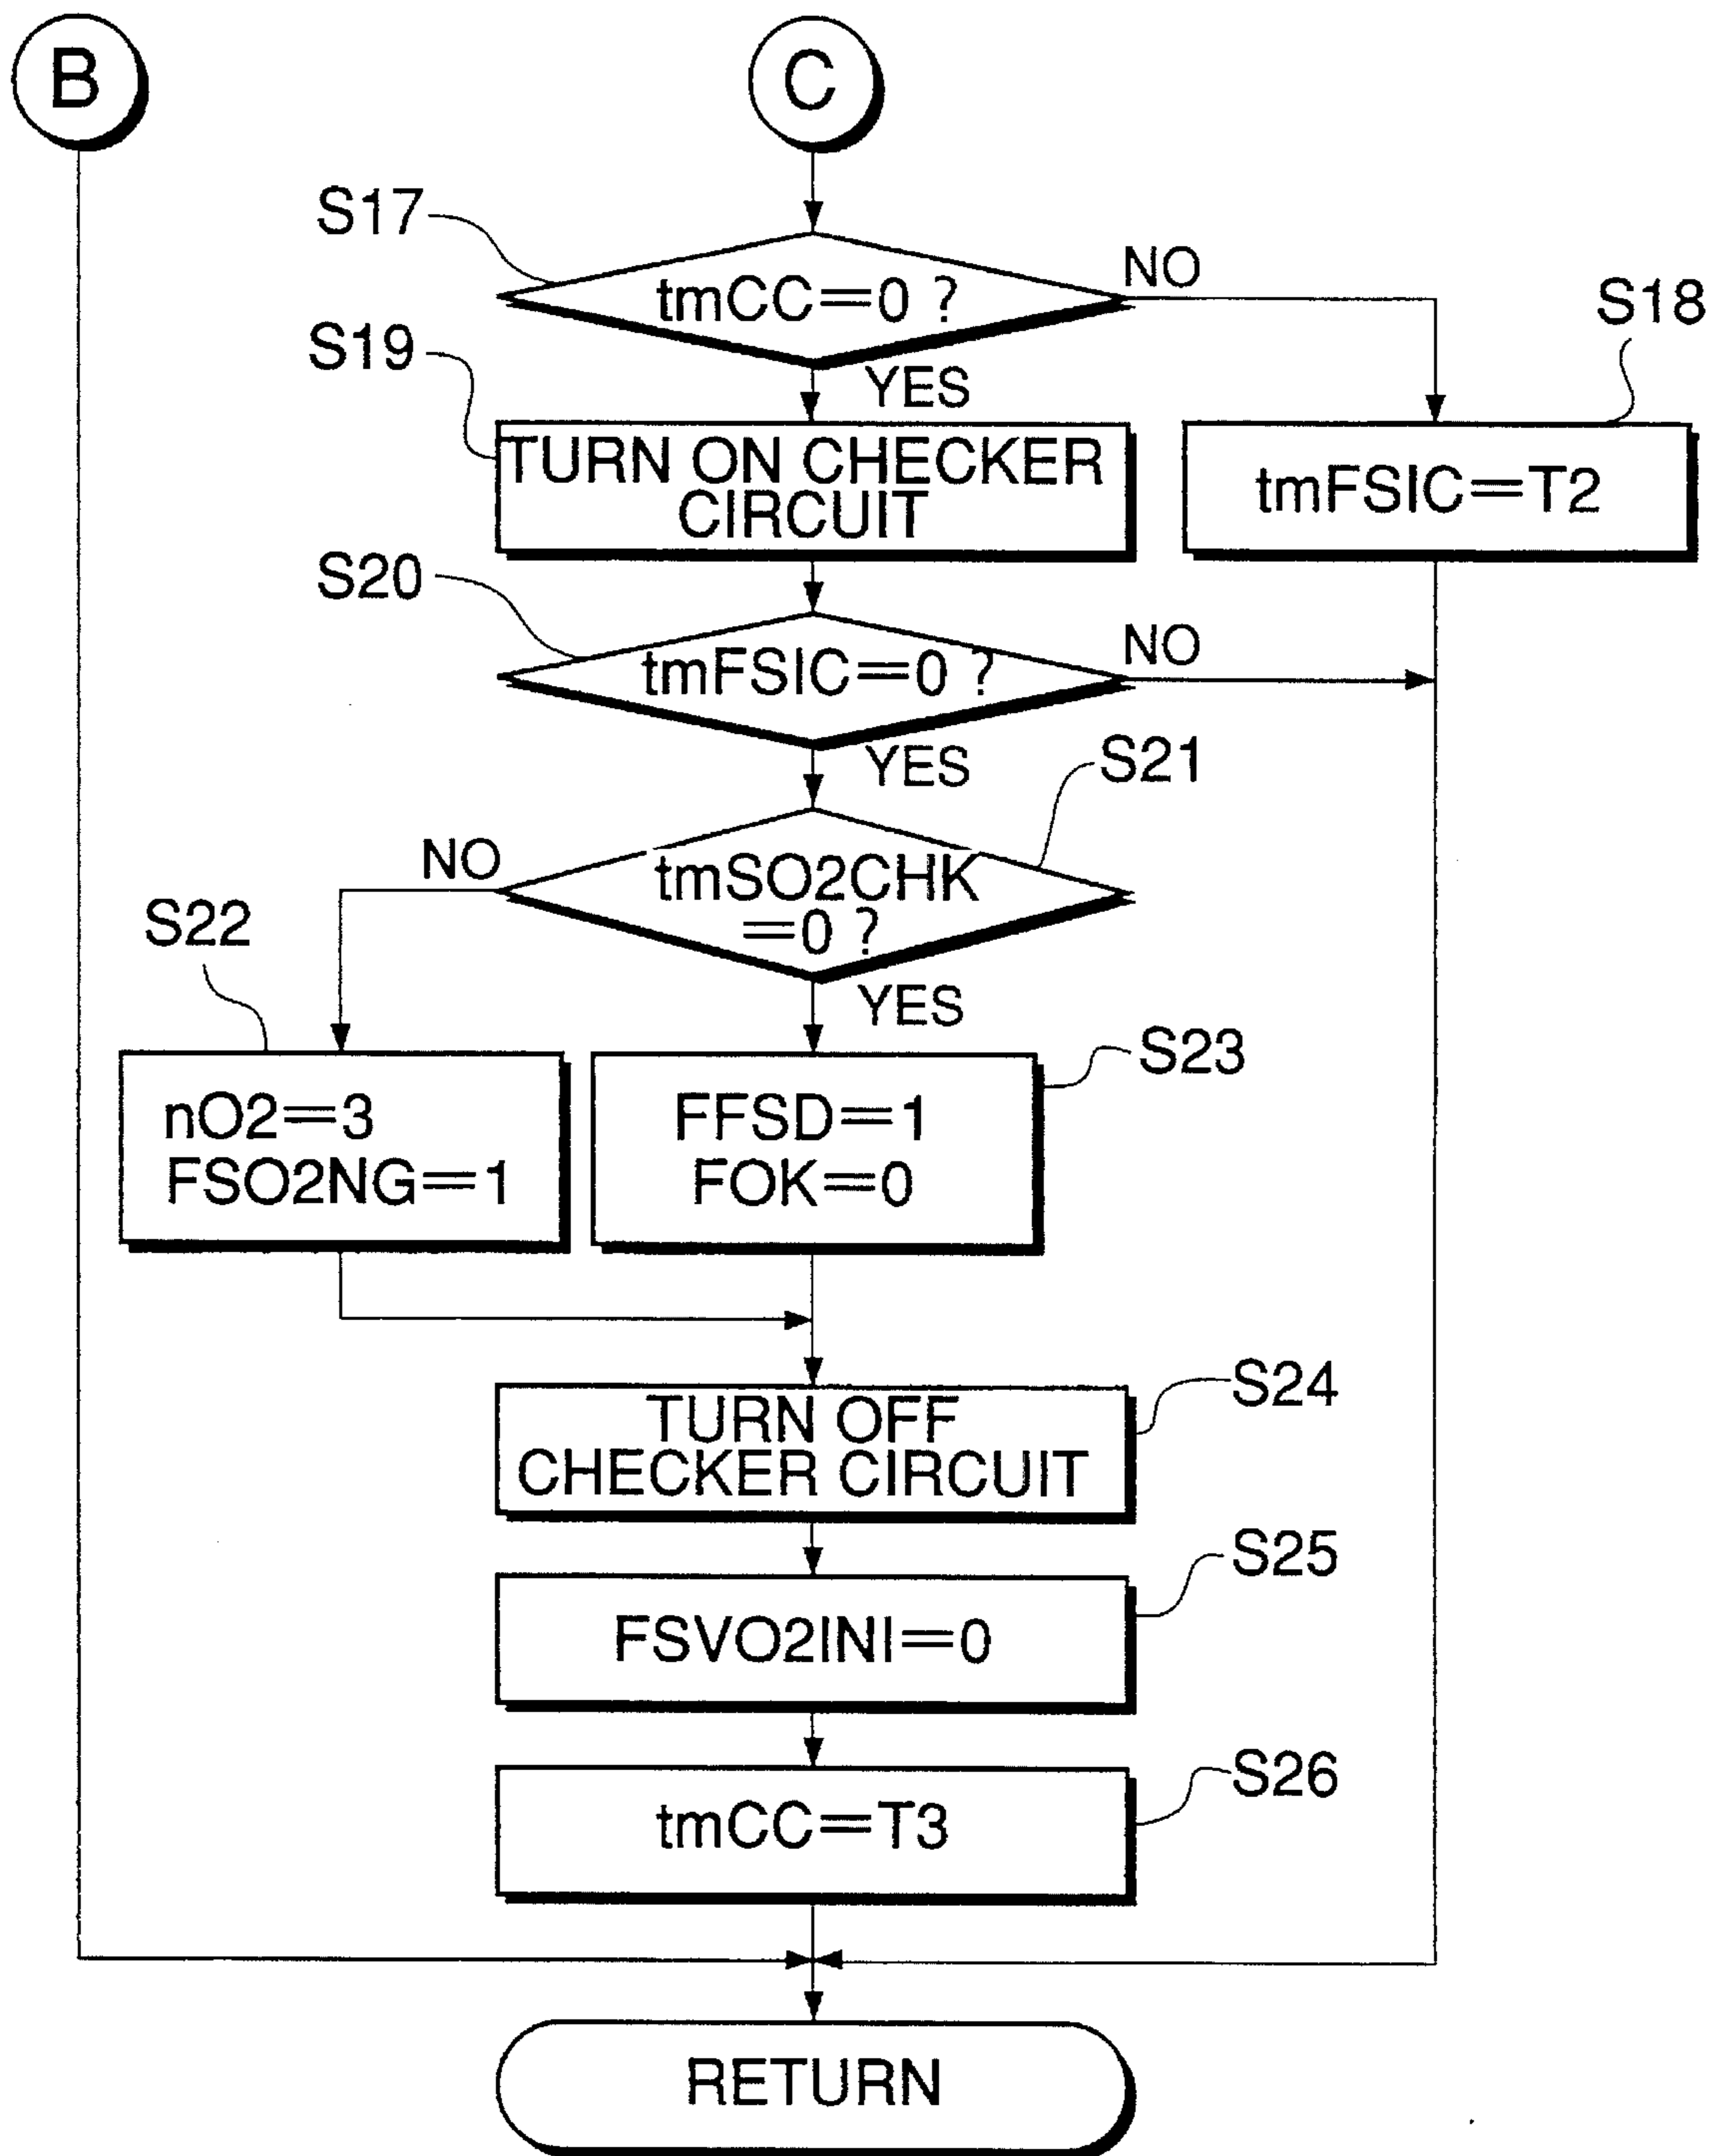 B
C
S17
tmCC=0 ?
NO
S18
S19
YES
TURN ON CHECKER
CIRCUIT
tmFSIC=T2
S20
tmFSIC=0 ?
NO
YES
S21
tmSO2CHK
=0 ?
NO
S22
YES
S23
nO2=3
FSO2NG=1
FFSD=1
FOK=0
S24
TURN OFF
CHECKER CIRCUIT
S25
FSVO2INI=0
S26
tmCC=T3
RETURN